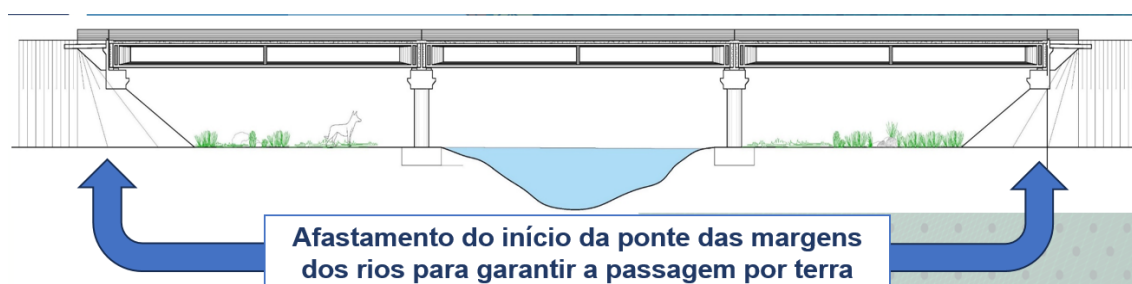 Afastamento do início da ponte das margens
dos rios para garantir a passagem por terra